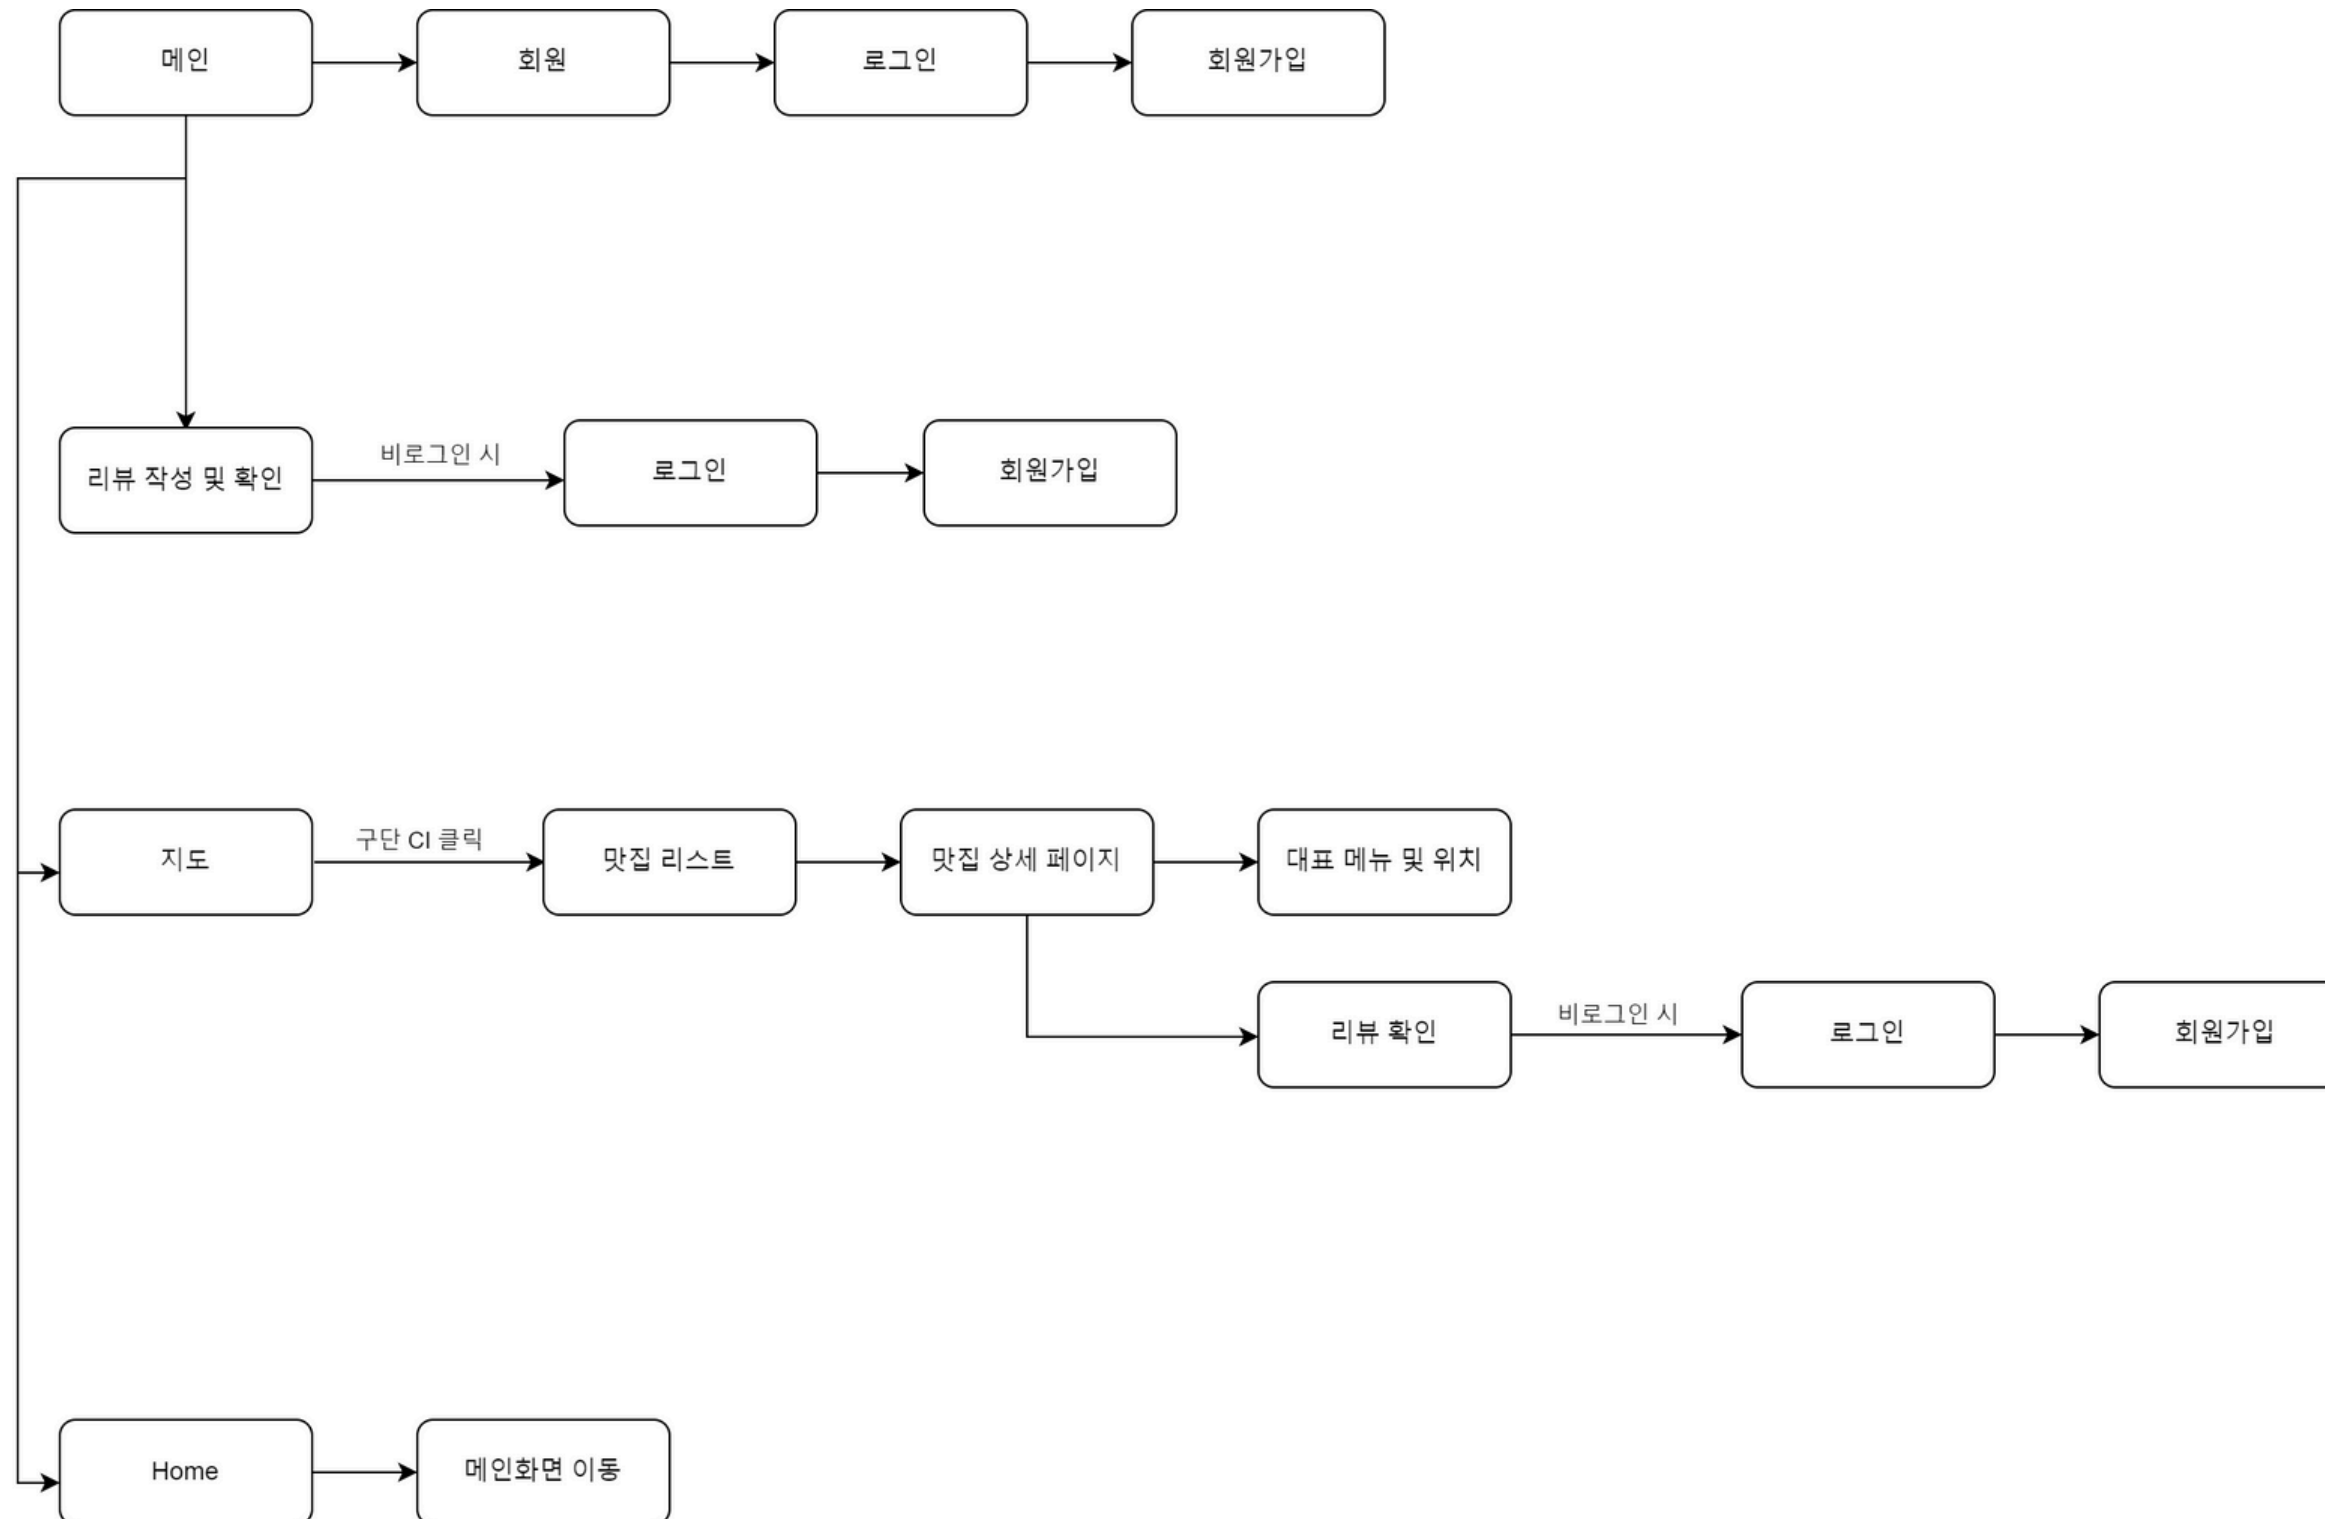 메인
회원
로그인
회원가입
리뷰 작성 및 확인
비로그인 시
로그인
회원가입
지도
구단 CI 클릭
맛집 리스트
맛집 상세 페이지
대표 메뉴 및 위치
리뷰 확인
비로그인 시
로그인
회원가입
Home
메인화면 이동